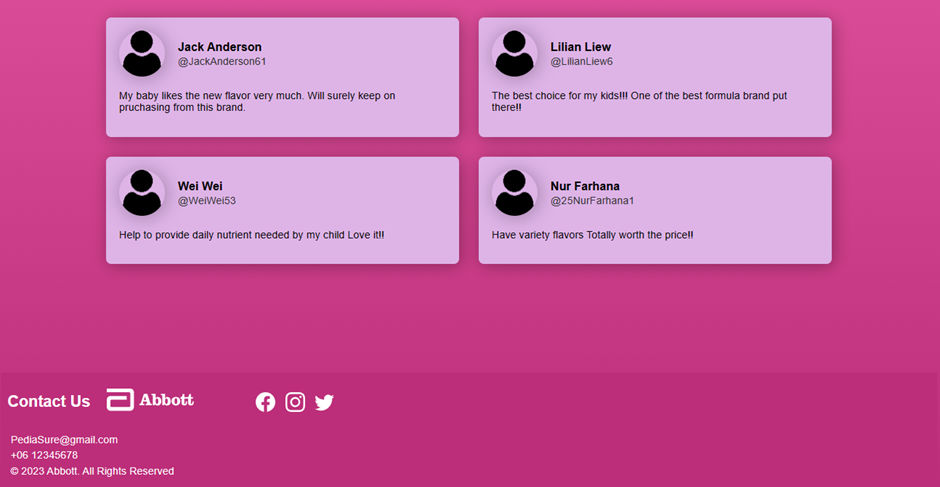 Jack Anderson
@JackAnderson61
My baby likes the new flavor very much. Will surely keep on
pruchasing from this brand.
Lilian Liew
@LilianLiew6
The best choice for my kids!!! One of the best formula brand put
there!!
Wei Wei
@WeiWei53
Help to provide daily nutrient needed by my child Love it!!
Nur Farhana
@25NurFarhana1
Have variety flavors Totally worth the price!!
Contact Us
Abbott
PediaSure@gmail.com
+06 12345678
© 2023 Abbott. All Rights Reserved